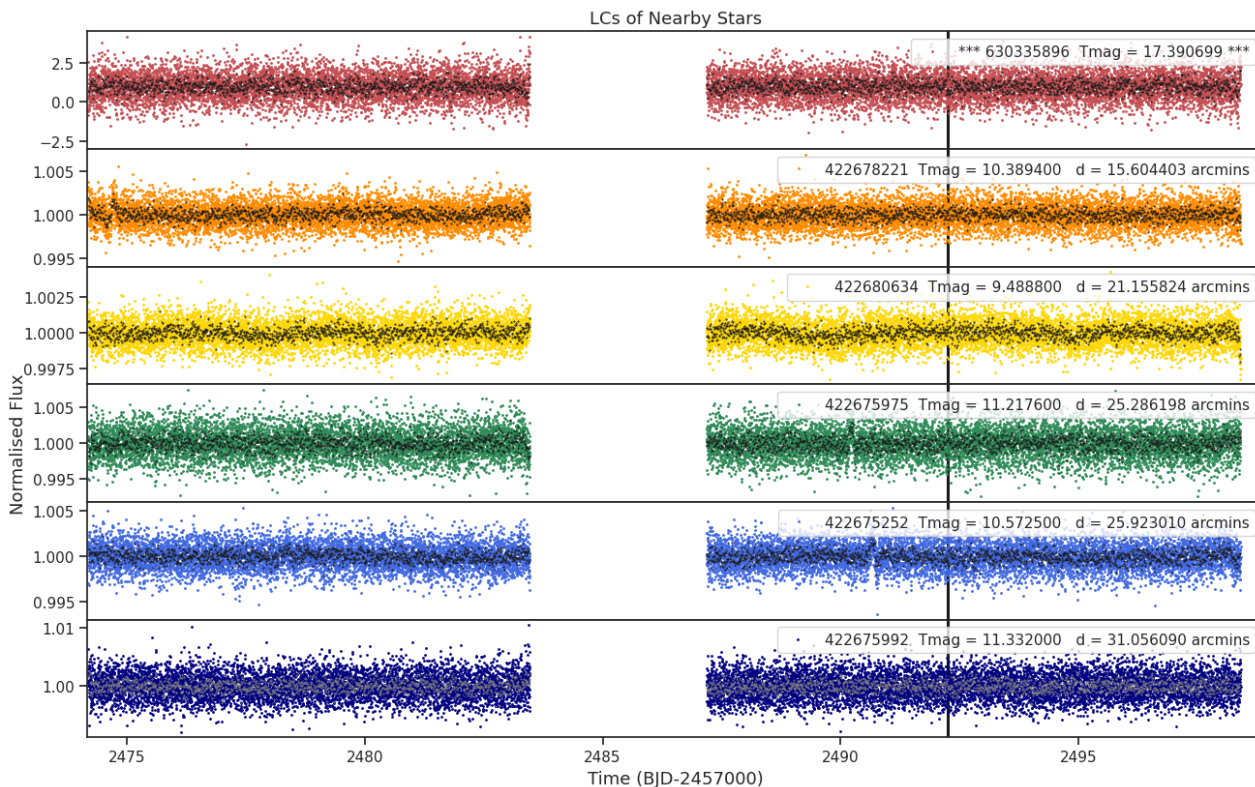 LCs of Nearby Stars
*** 630335896 Tmag = 17.390699 ***
2.5
0.0
−2.5
422678221 Tmag = 10.389400 d = 15.604403 arcmins
1.005
1.000
0.995
422680634 Tmag = 9.488800 d = 21.155824 arcmins
1.0025
1.0000
0.9975
422675975 Tmag = 11.217600 d = 25.286198 arcmins
1.005
1.000
0.995
422675252 Tmag = 10.572500 d = 25.923010 arcmins
1.005
1.000
0.995
422675992 Tmag = 11.332000 d = 31.056090 arcmins
1.01
1.00
Normalised Flux
2475 2480 2485 2490 2495
Time (BJD-2457000)